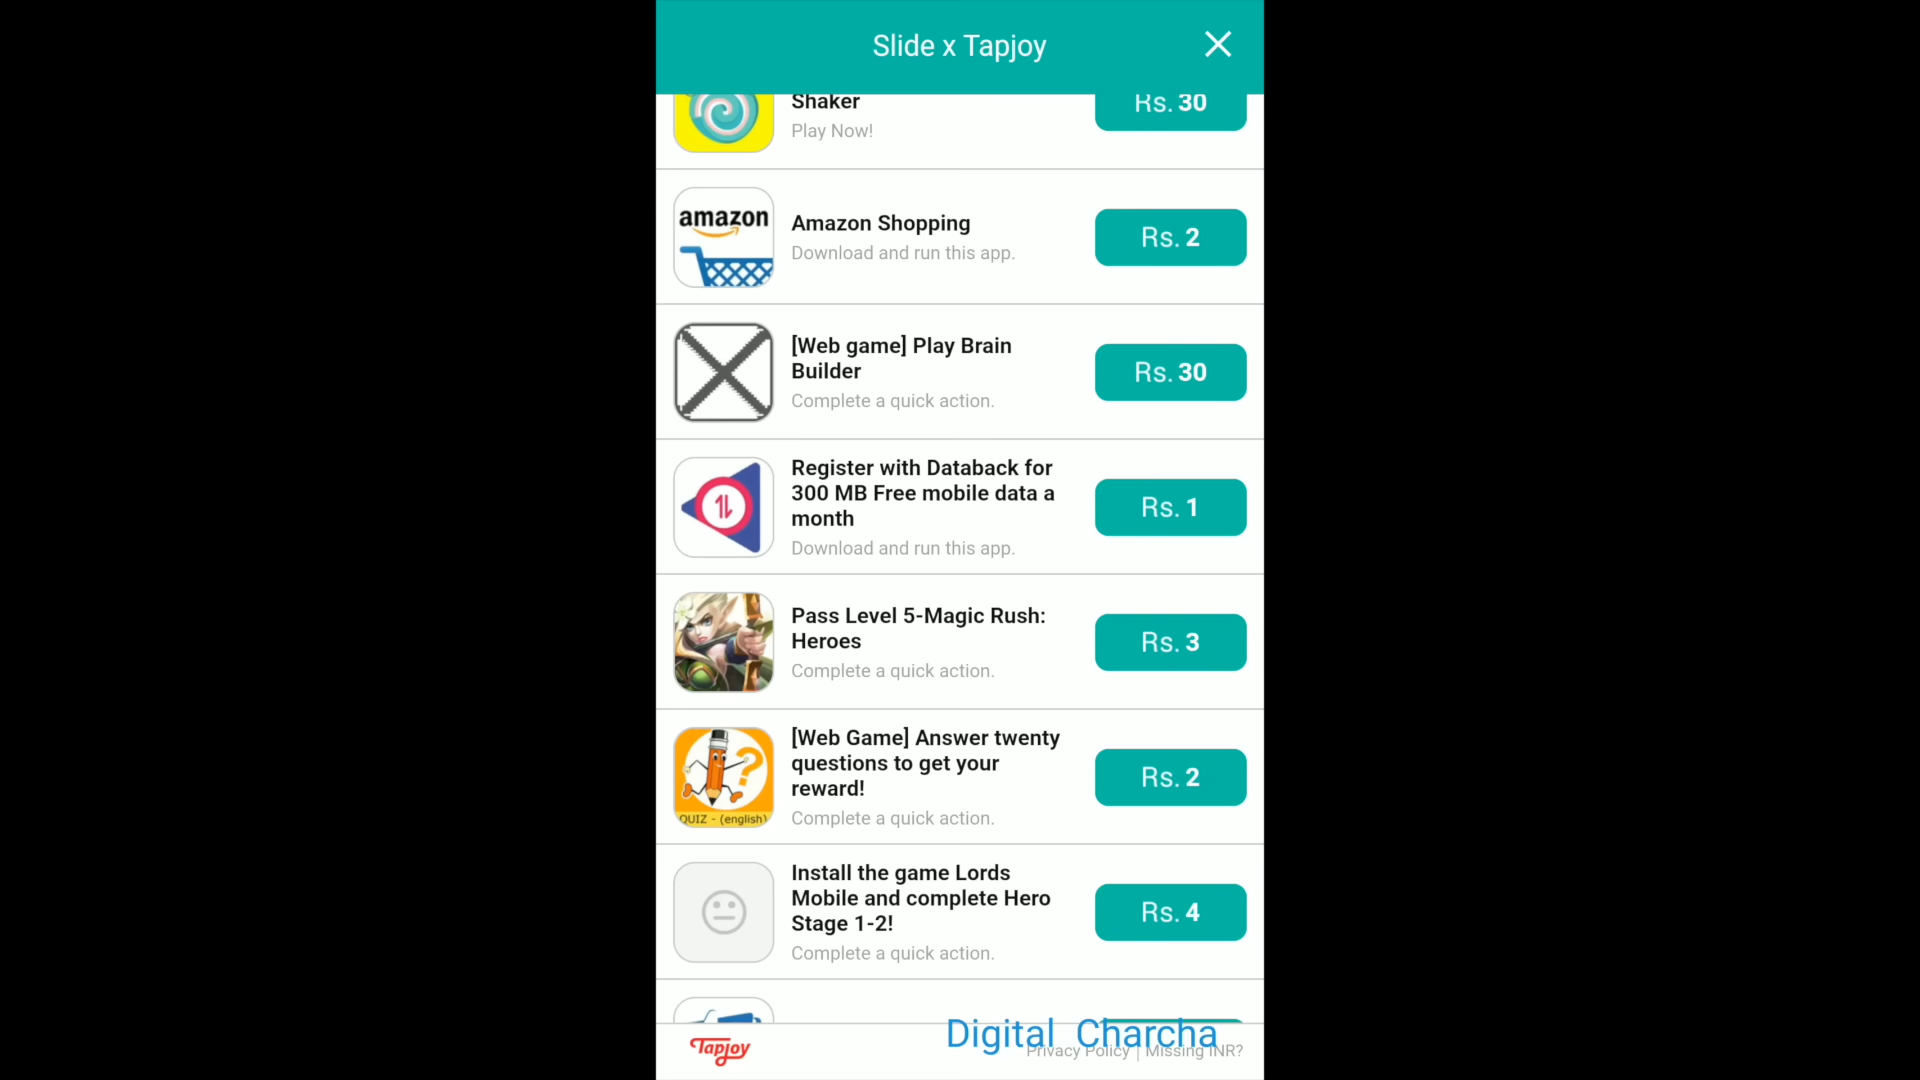 Slide x Tapjoy
Shaker
Rs. 30
Play Now!
amazon
Amazon Shopping
Download and run this app.
Rs. 2
[Web game] Play Brain
Builder
Complete a quick action.
Rs. 30
Register with Databack for
300 MB Free mobile data a
month
Download and run this app.
Rs. 1
Pass Level 5-Magic Rush:
Heroes
Complete a quick action.
Rs. 3
[Web Game] Answer twenty
questions to get your
reward!
Complete a quick action.
QUIZ - (english)
Rs. 2
Install the game Lords
Mobile and complete Hero
Stage 1-2!
Complete a quick action.
Rs. 4
Digital Charcha
Tapjoy
Privacy Policy | Missing INR?